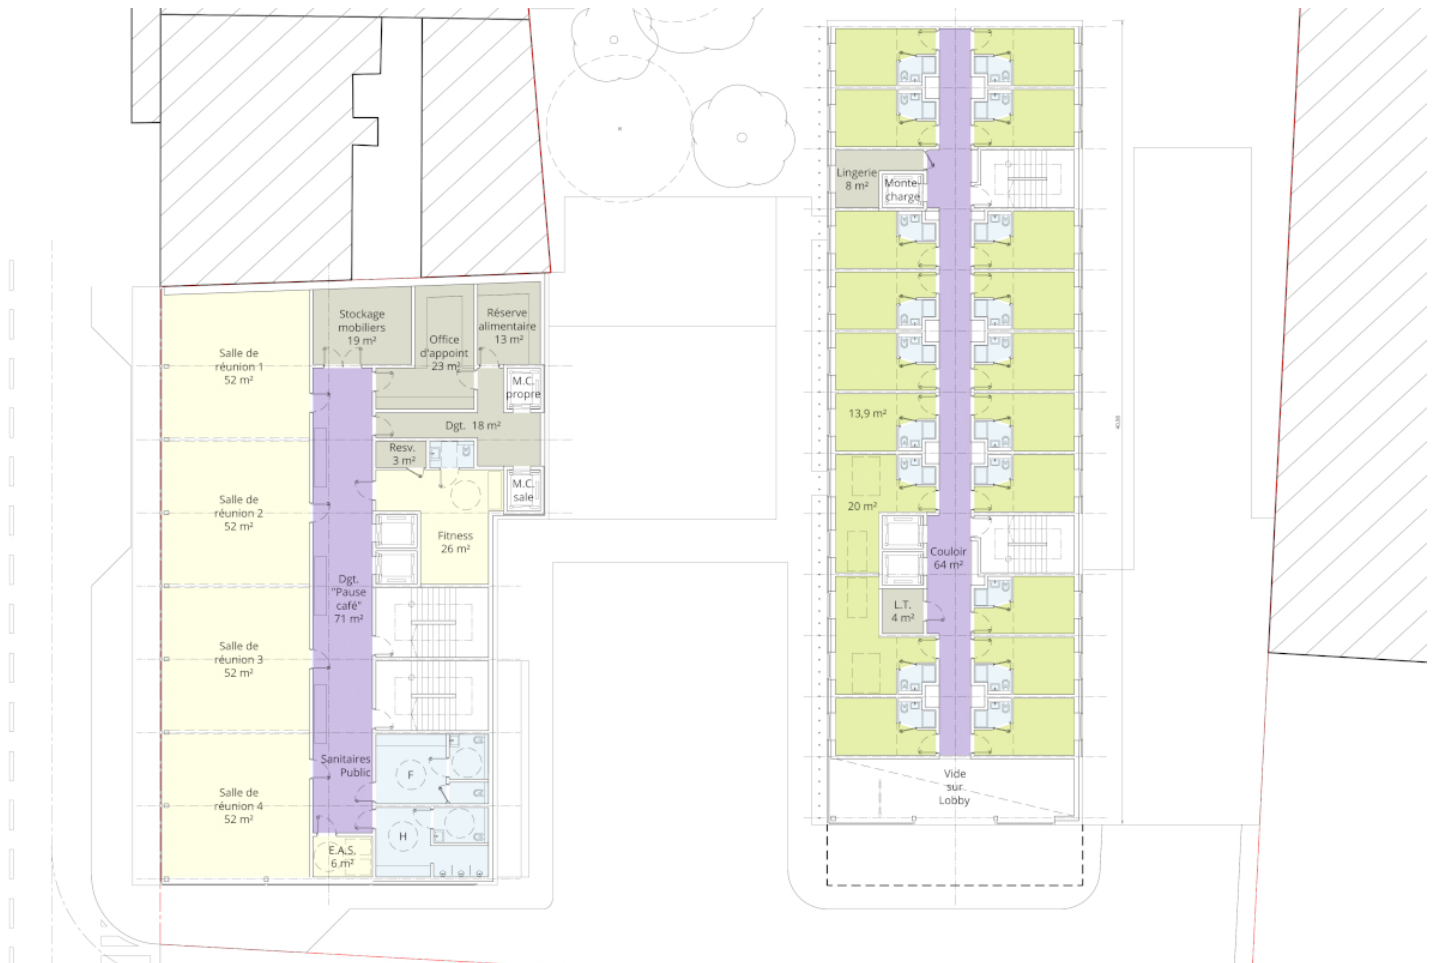 Salle de
réunion 1
52 m²
Stockage
mobiliers
19 m²
Office
d'appoint
23 m²
Réserve
alimentaire
13 m²
M.C.
propre
Dgt. 18 m²
Resv.
3 m²
M.C.
sale
Salle de
réunion 2
52 m²
Fitness
26 m²
Dgt.
"Pause
café"
71 m²
Salle de
réunion 3
52 m²
Sanitaires
Public
F
Salle de
réunion 4
52 m²
H
E.A.S.
6 m²
Lingerie
8 m²
Monte-
charge
13,9 m²
20 m²
Couloir
64 m²
L.T.
4 m²
Vide
sur
Lobby